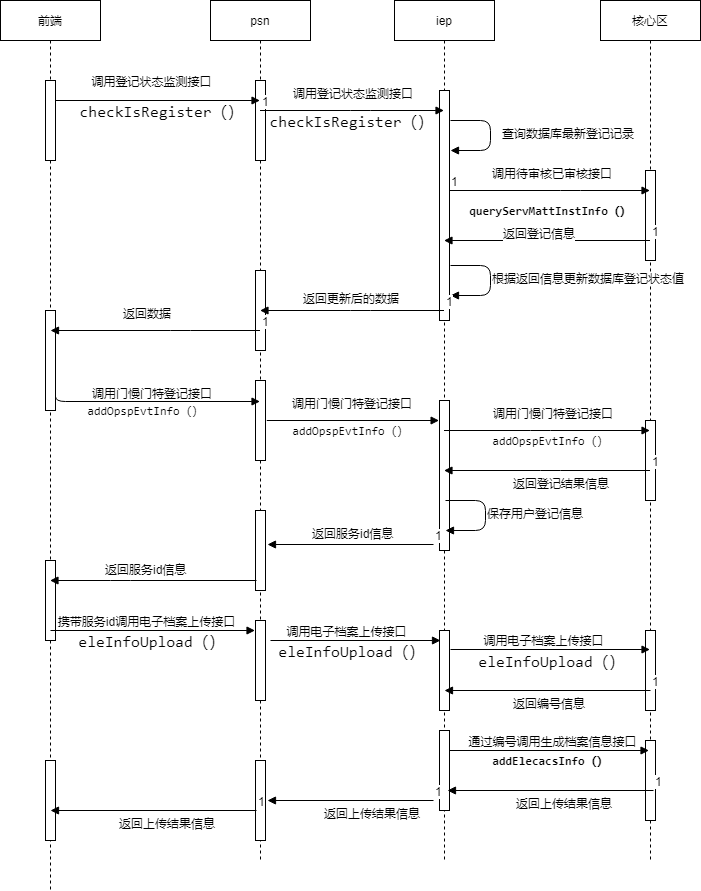 前端
psn
iep
核心区
调用登记状态监测接口
checkIsRegister ()
1
调用登记状态监测接口
checkIsRegister ()
查询数据库最新登记记录
1
调用待审核已审核接口
queryServMattInstInfo ()
1
返回登记信息
根据返回信息更新数据库登记状态值
1
返回更新后的数据
1
返回数据
调用门慢门特登记接口
addOpspEvtInfo ()
调用门慢门特登记接口
addOpspEvtInfo ()
调用门慢门特登记接口
addOpspEvtInfo ()
1
返回登记结果信息
保存用户登记信息
1
返回服务id信息
返回服务id信息
携带服务id调用电子档案上传接口
eleInfoUpload ()
调用电子档案上传接口
eleInfoUpload ()
调用电子档案上传接口
eleInfoUpload ()
1
返回编号信息
通过编号调用生成档案信息接口
addElecacsInfo ()
1
返回上传结果信息
1
返回上传结果信息
1
返回上传结果信息